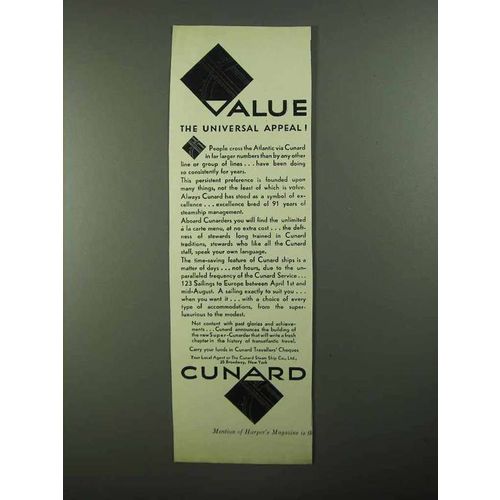 VALUE
THE UNIVERSAL APPEAL!
People cross the Atlantic via Cunard
in far larger numbers than by any other
line or group of lines . . . have been doing
so consistently for years.
This persistent preference is founded upon
many things, not the least of which is value.
Always Cunard has stood as a symbol of ex-
cellence . . . excellence bred of 91 years of
steamship management.
Aboard Cunarders you will find the unlimited
á la carte menu, at no extra cost . . . the deft-
ness of stewards long trained in Cunard
traditions, stewards who like all the Cunard
staff, speak your own language.
The time-saving feature of Cunard ships is a
matter of days . . . not hours, due to the un-
paralleled frequency of the Cunard Service . . .
123 Sailings to Europe between April 1st and
mid-August. A sailing exactly to suit you . . .
when you want it . . . with a choice of every
type of accommodations, from the super-
luxurious to the modest.
Not content with past glories and achieve-
ments . . . Cunard announces the building of
the new Super-Cunarder that will write a fresh
chapter in the history of transatlantic travel.
Carry your funds in Cunard Travellers' Cheques
Your Local Agent or The Cunard Steam Ship Co., Ltd.,
25 Broadway, New York
CUNARD
Mention of Harper's Magazine is